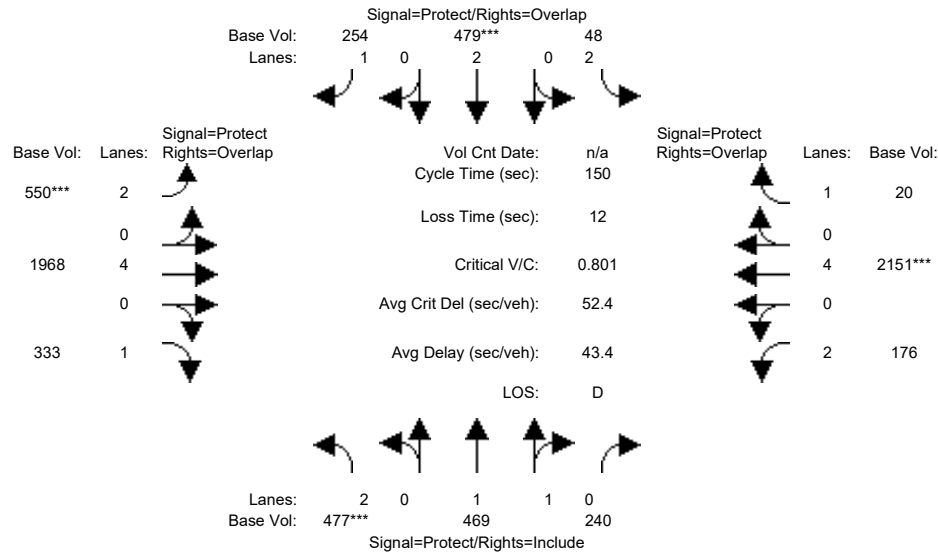 Signal=Protect/Rights=Overlap
Base Vol: 254 479*** 48
Lanes: 1 0 2 0 2
Signal=Protect Signal=Protect
Base Vol: Lanes: Rights=Overlap Vol Cnt Date: n/a Rights=Overlap Lanes: Base Vol:
Cycle Time (sec): 150
550*** 2 1 20
Loss Time (sec): 12
0 0
1968 4 Critical V/C: 0.801 4 2151***
0 Avg Crit Del (sec/veh): 52.4 0
333 1 Avg Delay (sec/veh): 43.4 2 176
LOS: D
Lanes: 2 0 1 1 0
Base Vol: 477*** 469 240
Signal=Protect/Rights=Include